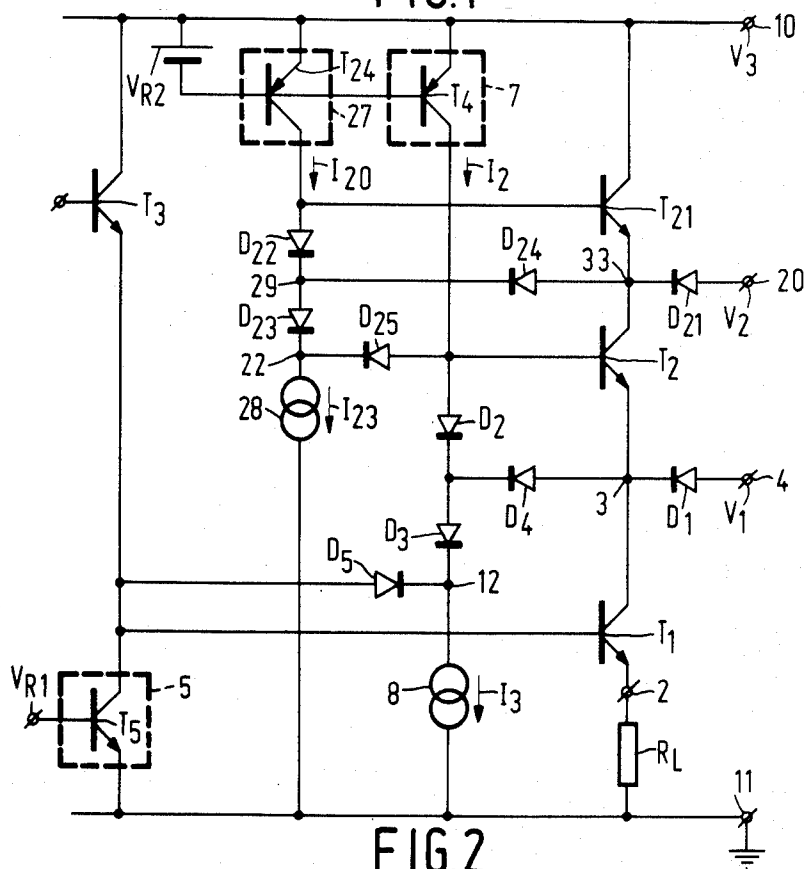 FIG.1
10
V3
VR2
T24
27
T4
7
I20
I2
T3
T21
D22
D24
33
20
29
D21
V2
D23
D25
22
T2
28
I23
D2
D4
3
D1
4
V1
D3
D5
12
T1
VR1
5
T5
8
I3
2
RL
11
FIG.2